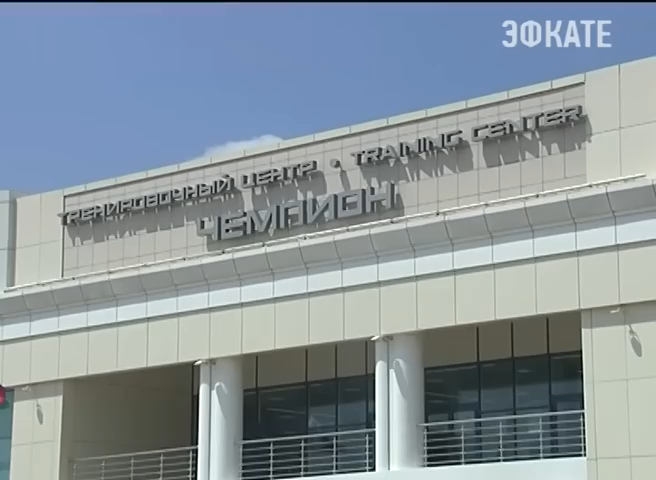 ЭФКАТЕ
ТРЕНИРОВОЧНЫЙ ЦЕНТР • TRAINING CENTER
ЧЕМПИОН